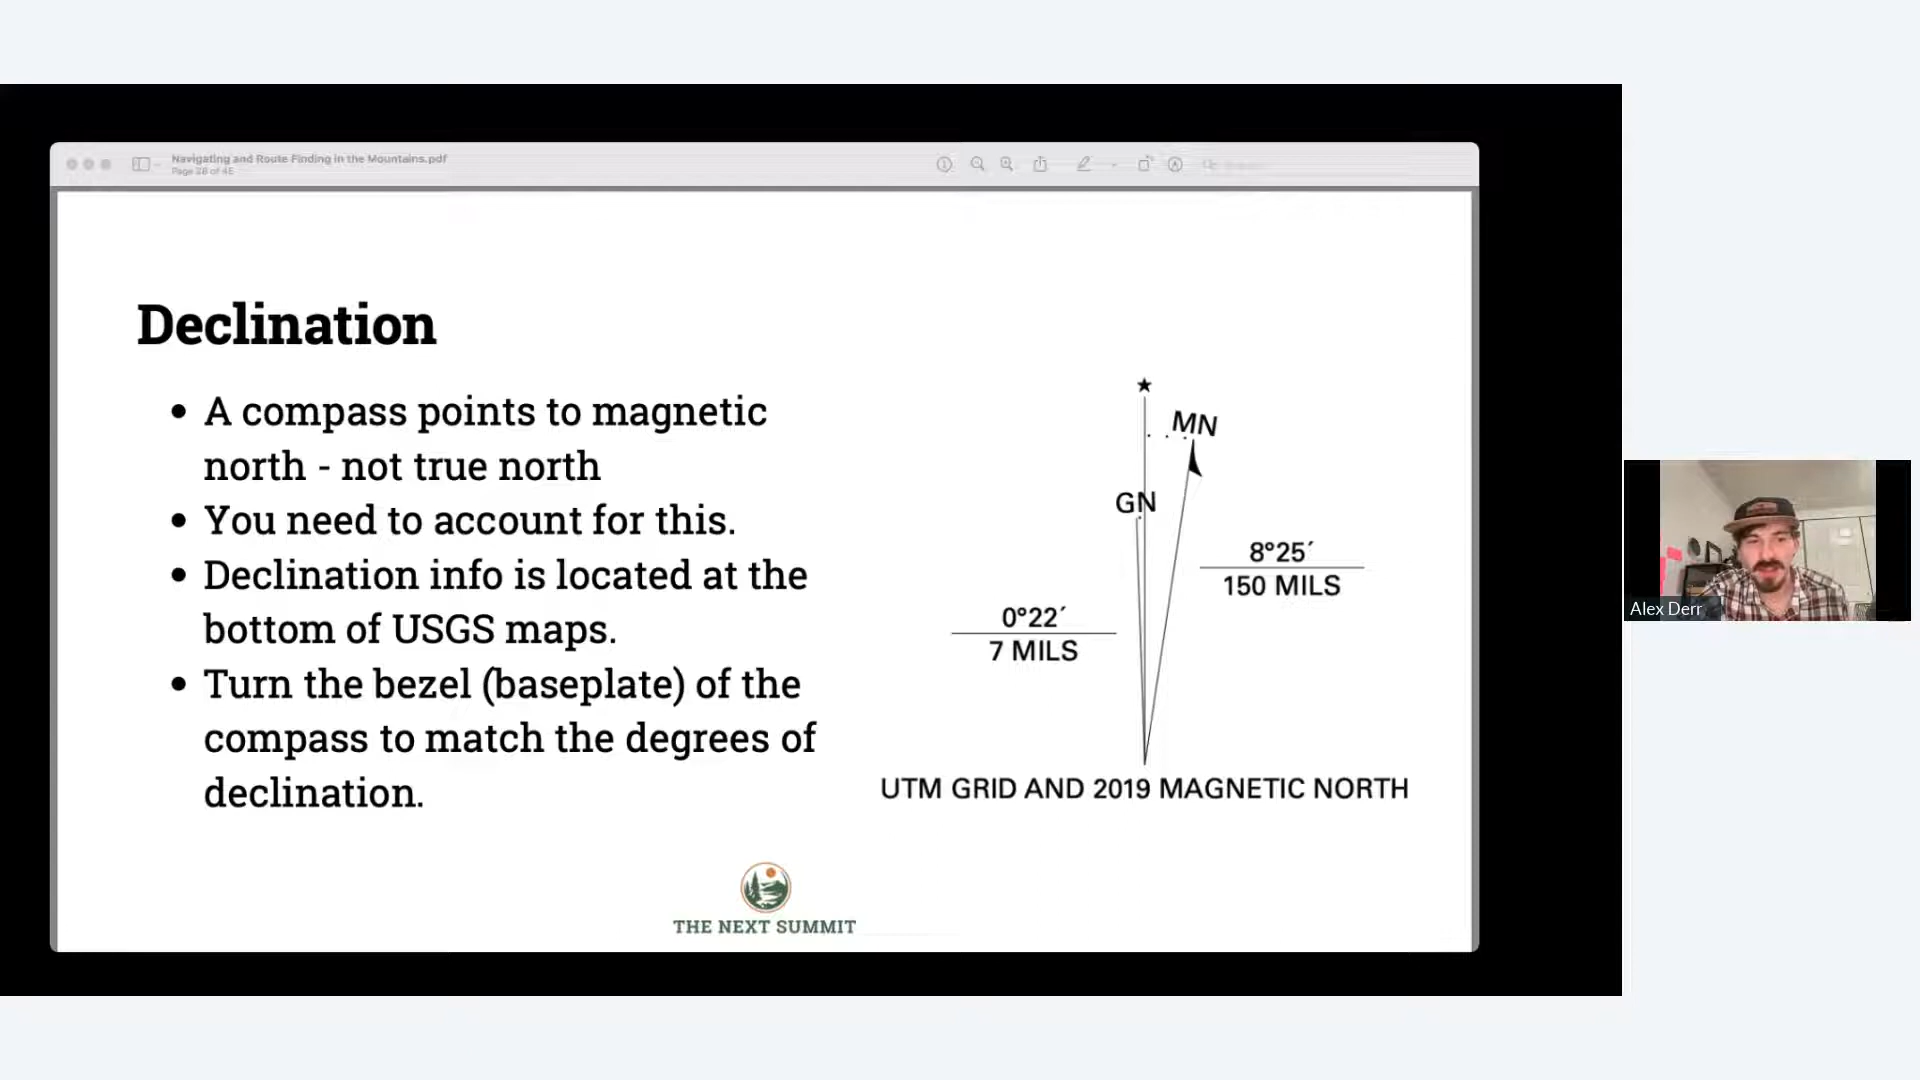 Navigating and Route Finding in the Mountains.pdf
Page 28 of 45
Declination
• A compass points to magnetic
north - not true north
• You need to account for this.
• Declination info is located at the
bottom of USGS maps.
• Turn the bezel (baseplate) of the
compass to match the degrees of
declination.
MN
GN
8°25′
150 MILS
0°22′
7 MILS
UTM GRID AND 2019 MAGNETIC NORTH
THE NEXT SUMMIT
Alex Derr